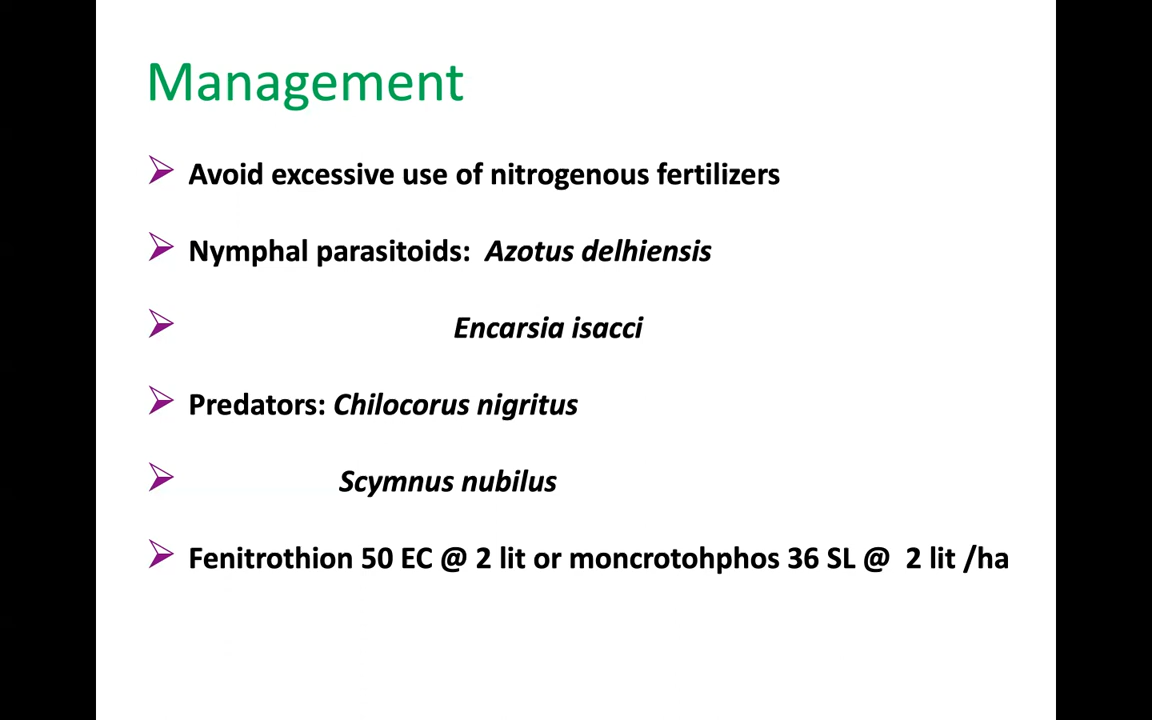 Management
Avoid excessive use of nitrogenous fertilizers
Nymphal parasitoids: Azotus delhiensis
Encarsia isacci
Predators: Chilocorus nigritus
Scymnus nubilus
Fenitrothion 50 EC @ 2 lit or moncrotohphos 36 SL @ 2 lit /ha